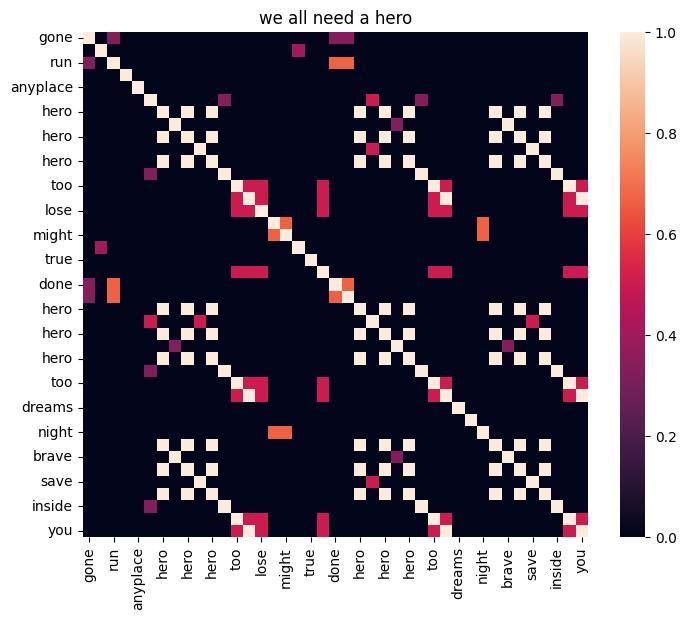 we all need a hero
gone
run
anyplace
hero
hero
hero
too
lose
might
true
done
hero
hero
hero
too
dreams
night
brave
save
inside
you
gone
run
anyplace
hero
hero
hero
too
lose
might
true
done
hero
hero
hero
too
dreams
night
brave
save
inside
you
1.0
0.8
0.6
0.4
0.2
0.0